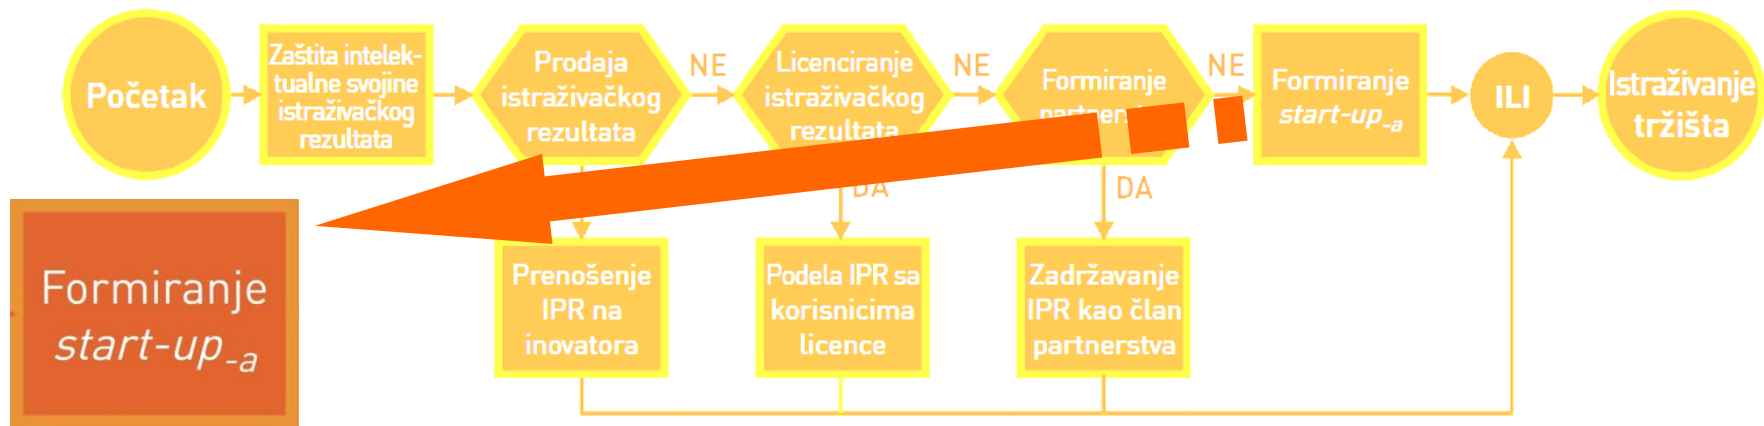 Početak
Zaštita intelek-
tualne svojine
istraživačkog
rezultata
Prodaja
istraživačkog
rezultata
NE
Licenciranje
istraživačkog
rezultata
NE
Formiranje
NE
Formiranje
start-up-a
ILI
Istraživanje
tržišta
DA
DA
Formiranje
start-up-a
Prenošenje
IPR na
inovatora
Podela IPR sa
korisnicima
licence
Zadržavanje
IPR kao član
partnerstva